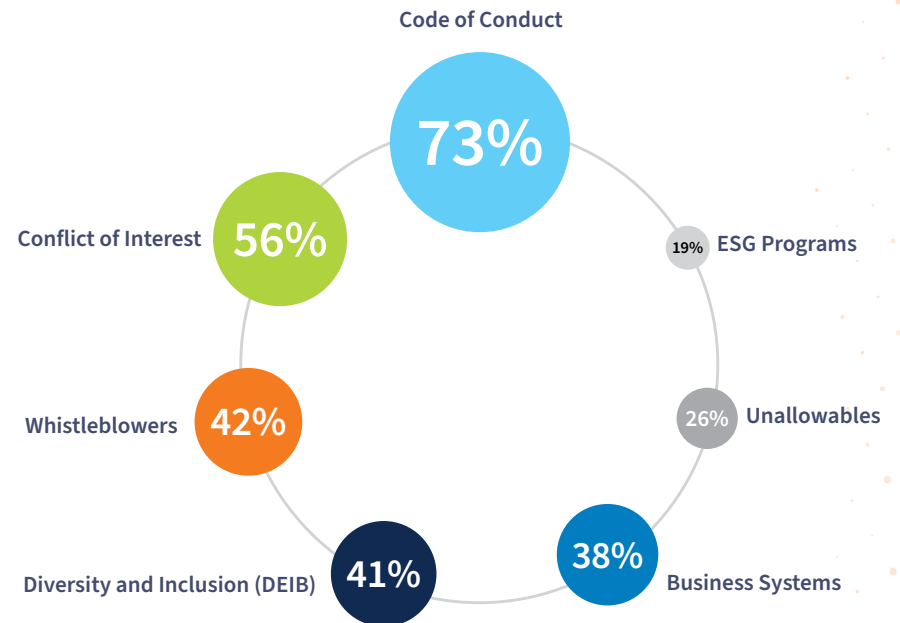 Code of Conduct
73%
Conflict of Interest
56%
19%
ESG Programs
Whistleblowers
42%
26%
Unallowables
Diversity and Inclusion (DEIB)
41%
38%
Business Systems